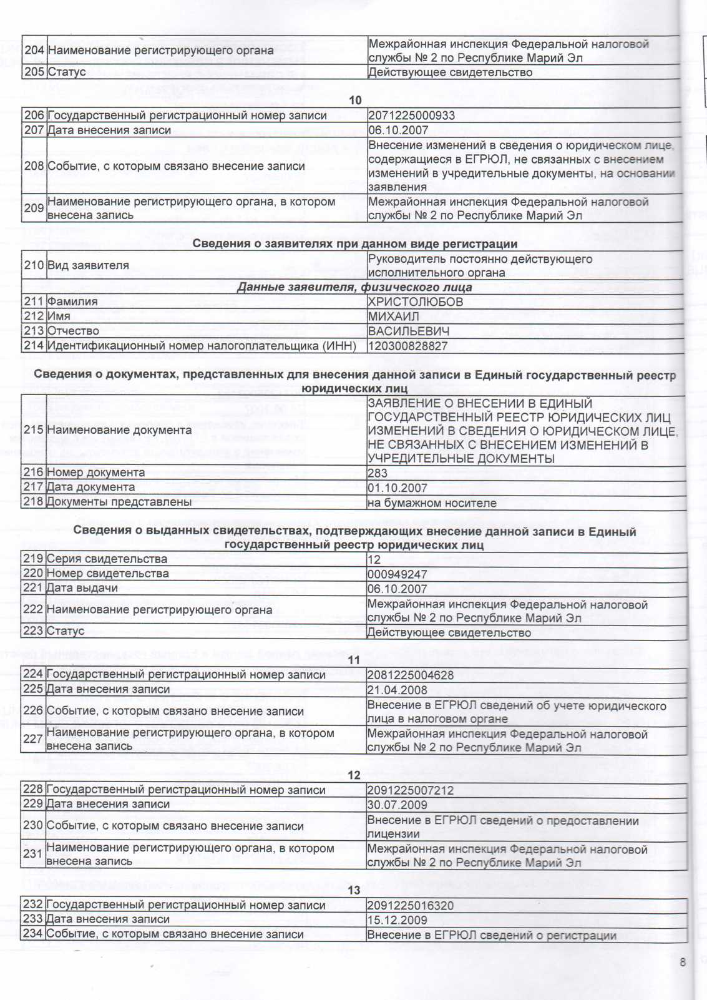 204 Наименование регистрирующего органа Межрайонная инспекция Федеральной налоговой
службы № 2 по Республике Марий Эл
205 Статус Действующее свидетельство
10
206 Государственный регистрационный номер записи 2071225000933
207 Дата внесения записи 06.10.2007
208 Событие, с которым связано внесение записи Внесение изменений в сведения о юридическом лице,
содержащиеся в ЕГРЮЛ, не связанных с внесением
изменений в учредительные документы, на основании
заявления
209 Наименование регистрирующего органа, в котором
внесена запись Межрайонная инспекция Федеральной налоговой
службы № 2 по Республике Марий Эл
Сведения о заявителях при данном виде регистрации
210 Вид заявителя Руководитель постоянно действующего
исполнительного органа
Данные заявителя, физического лица
211 Фамилия ХРИСТОЛЮБОВ
212 Имя МИХАИЛ
213 Отчество ВАСИЛЬЕВИЧ
214 Идентификационный номер налогоплательщика (ИНН) 120300828827
Сведения о документах, представленных для внесения данной записи в Единый государственный реестр
юридических лиц
215 Наименование документа ЗАЯВЛЕНИЕ О ВНЕСЕНИИ В ЕДИНЫЙ
ГОСУДАРСТВЕННЫЙ РЕЕСТР ЮРИДИЧЕСКИХ ЛИЦ
ИЗМЕНЕНИЙ В СВЕДЕНИЯ О ЮРИДИЧЕСКОМ ЛИЦЕ,
НЕ СВЯЗАННЫХ С ВНЕСЕНИЕМ ИЗМЕНЕНИЙ В
УЧРЕДИТЕЛЬНЫЕ ДОКУМЕНТЫ
216 Номер документа 283
217 Дата документа 01.10.2007
218 Документы представлены на бумажном носителе
Сведения о выданных свидетельствах, подтверждающих внесение данной записи в Единый
государственный реестр юридических лиц
219 Серия свидетельства 12
220 Номер свидетельства 000949247
221 Дата выдачи 06.10.2007
222 Наименование регистрирующего органа Межрайонная инспекция Федеральной налоговой
службы № 2 по Республике Марий Эл
223 Статус Действующее свидетельство
11
224 Государственный регистрационный номер записи 2081225004628
225 Дата внесения записи 21.04.2008
226 Событие, с которым связано внесение записи Внесение в ЕГРЮЛ сведений об учете юридического
лица в налоговом органе
227 Наименование регистрирующего органа, в котором
внесена запись Межрайонная инспекция Федеральной налоговой
службы № 2 по Республике Марий Эл
12
228 Государственный регистрационный номер записи 2091225007212
229 Дата внесения записи 30.07.2009
230 Событие, с которым связано внесение записи Внесение в ЕГРЮЛ сведений о предоставлении
лицензии
231 Наименование регистрирующего органа, в котором
внесена запись Межрайонная инспекция Федеральной налоговой
службы № 2 по Республике Марий Эл
13
232 Государственный регистрационный номер записи 2091225016320
233 Дата внесения записи 15.12.2009
234 Событие, с которым связано внесение записи Внесение в ЕГРЮЛ сведений о регистрации
8